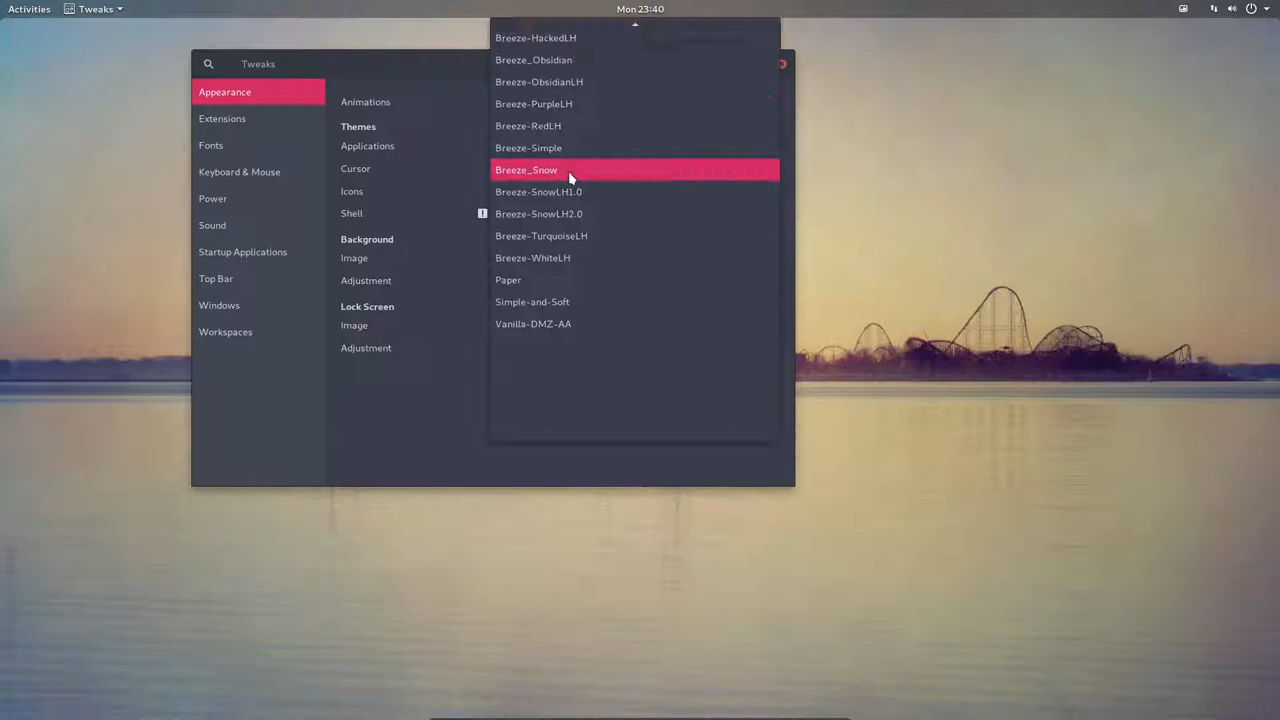 Activities
Tweaks
Mon 23:40
Tweaks
Appearance
Extensions
Fonts
Keyboard & Mouse
Power
Sound
Startup Applications
Top Bar
Windows
Workspaces
Animations
Themes
Applications
Cursor
Icons
Shell
Background
Image
Adjustment
Lock Screen
Image
Adjustment
Breeze-HackedLH
Breeze_Obsidian
Breeze-ObsidianLH
Breeze-PurpleLH
Breeze-RedLH
Breeze-Simple
Breeze_Snow
Breeze-SnowLH1.0
Breeze-SnowLH2.0
Breeze-TurquoiseLH
Breeze-WhiteLH
Paper
Simple-and-Soft
Vanilla-DMZ-AA